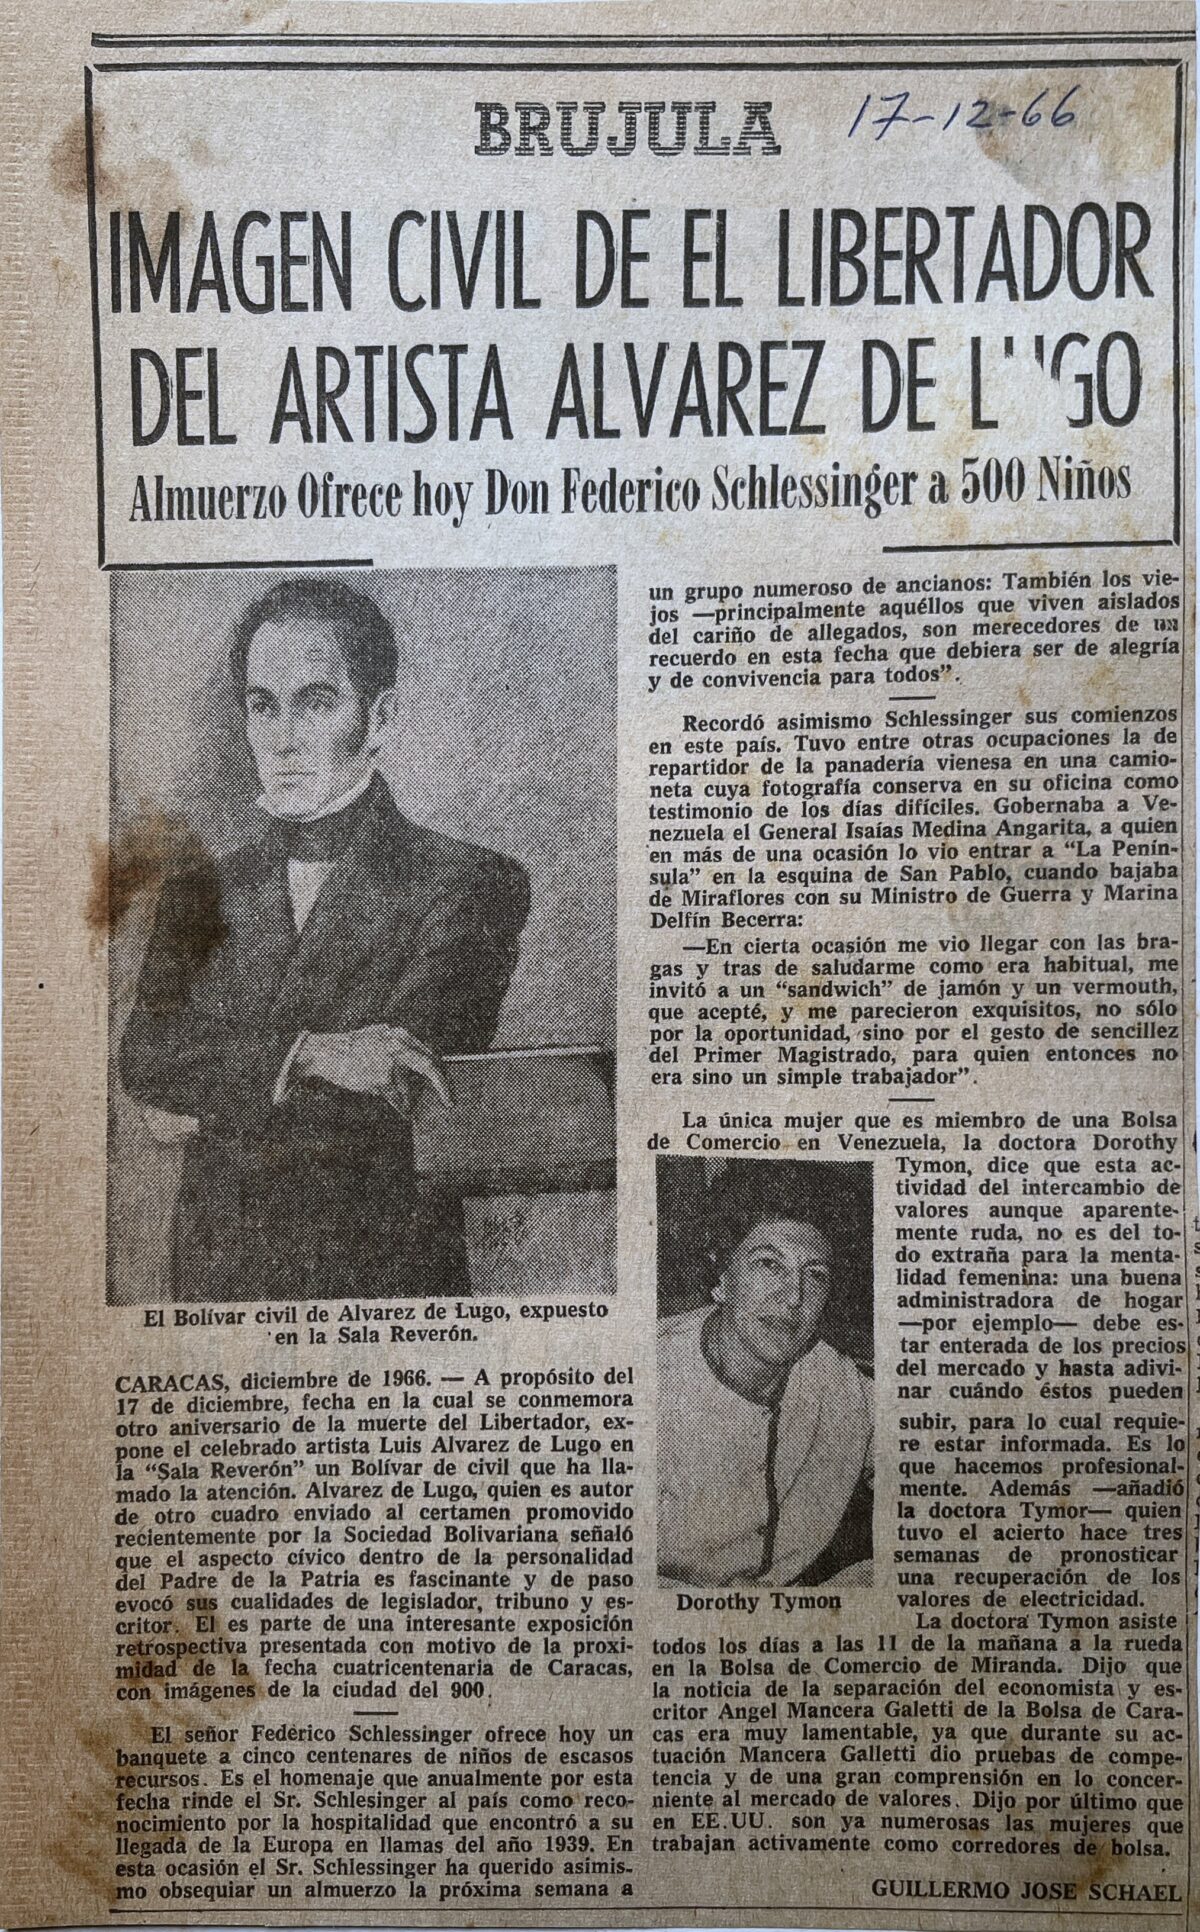 BRUJULA
17-12-66
IMAGEN CIVIL DE EL LIBERTADOR
DEL ARTISTA ALVAREZ DE LUGO
Almuerzo Ofrece hoy Don Federico Schlessinger a 500 Niños
El Bolívar civil de Alvarez de Lugo, expuesto
en la Sala Reverón.
CARACAS, diciembre de 1966. — A propósito del
17 de diciembre, fecha en la cual se conmemora
otro aniversario de la muerte del Libertador, ex-
pone el celebrado artista Luis Alvarez de Lugo en
la “Sala Reverón” un Bolívar de civil que ha lla-
mado la atención. Alvarez de Lugo, quien es autor
de otro cuadro enviado al certamen promovido
recientemente por la Sociedad Bolivariana señaló
que el aspecto cívico dentro de la personalidad
del Padre de la Patria es fascinante y de paso
evocó sus cualidades de legislador, tribuno y es-
critor. El es parte de una interesante exposición
retrospectiva presentada con motivo de la proxi-
midad de la fecha cuatricentenaria de Caracas,
con imágenes de la ciudad del 900.
El señor Federico Schlessinger ofrece hoy un
banquete a cinco centenares de niños de escasos
recursos. Es el homenaje que anualmente por esta
fecha rinde el Sr. Schlesinger al país como reco-
nocimiento por la hospitalidad que encontró a su
llegada de la Europa en llamas del año 1939. En
esta ocasión el Sr. Schlessinger ha querido asimis-
mo obsequiar un almuerzo la próxima semana a
un grupo numeroso de ancianos: También los vie-
jos —principalmente aquéllos que viven aislados
del cariño de allegados, son merecedores de un
recuerdo en esta fecha que debiera ser de alegría
y de convivencia para todos”.
Recordó asimismo Schlessinger sus comienzos
en este país. Tuvo entre otras ocupaciones la de
repartidor de la panadería vienesa en una camio-
neta cuya fotografía conserva en su oficina como
testimonio de los días difíciles. Gobernaba a Ve-
nezuela el General Isaías Medina Angarita, a quien
en más de una ocasión lo vio entrar a “La Penín-
sula” en la esquina de San Pablo, cuando bajaba
de Miraflores con su Ministro de Guerra y Marina
Delfín Becerra:
—En cierta ocasión me vio llegar con las bra-
gas y tras de saludarme como era habitual, me
invitó a un “sandwich” de jamón y un vermouth,
que acepté, y me parecieron exquisitos, no sólo
por la oportunidad, sino por el gesto de sencillez
del Primer Magistrado, para quien entonces no
era sino un simple trabajador”.
La única mujer que es miembro de una Bolsa
de Comercio en Venezuela, la doctora Dorothy
Tymon, dice que esta ac-
tividad del intercambio de
valores aunque aparente-
mente ruda, no es del to-
do extraña para la menta-
lidad femenina: una buena
administradora de hogar
—por ejemplo— debe es-
tar enterada de los precios
del mercado y hasta adivi-
nar cuándo éstos pueden
subir, para lo cual requie-
re estar informada. Es lo
que hacemos profesional-
mente. Además —añadió
la doctora Tymor— quien
tuvo el acierto hace tres
semanas de pronosticar
una recuperación de los
valores de electricidad.
Dorothy Tymon
La doctora Tymon asiste
todos los días a las 11 de la mañana a la rueda
en la Bolsa de Comercio de Miranda. Dijo que
la noticia de la separación del economista y es-
critor Angel Mancera Galetti de la Bolsa de Cara-
cas era muy lamentable, ya que durante su ac-
tuación Mancera Galletti dio pruebas de compe-
tencia y de una gran comprensión en lo concer-
niente al mercado de valores. Dijo por último que
en EE.UU. son ya numerosas las mujeres que
trabajan activamente como corredores de bolsa.
GUILLERMO JOSE SCHAEL